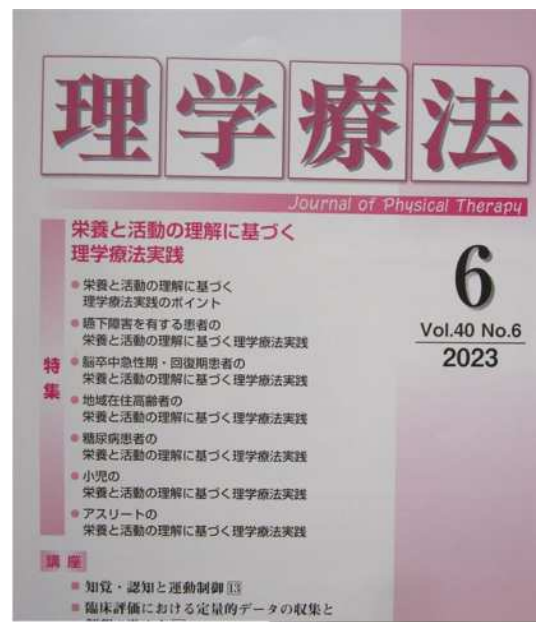 理学療法
Journal of Physical Therapy
栄養と活動の理解に基づく
理学療法実践
6
Vol.40 No.6
2023
特集
● 栄養と活動の理解に基づく
理学療法実践のポイント
● 嚥下障害を有する患者の
栄養と活動の理解に基づく理学療法実践
● 脳卒中急性期・回復期患者の
栄養と活動の理解に基づく理学療法実践
● 地域在住高齢者の
栄養と活動の理解に基づく理学療法実践
● 糖尿病患者の
栄養と活動の理解に基づく理学療法実践
● 小児の
栄養と活動の理解に基づく理学療法実践
● アスリートの
栄養と活動の理解に基づく理学療法実践
講座
■ 知覚・認知と運動制御13
■ 臨床評価における定量的データの収集と